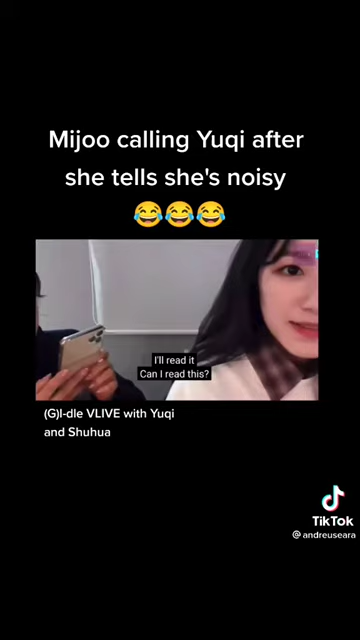 Mijoo calling Yuqi after
she tells she's noisy
😂😂😂
I'll read it
Can I read this?
(G)I-dle VLIVE with Yuqi
and Shuhua
TikTok
@andreuseara